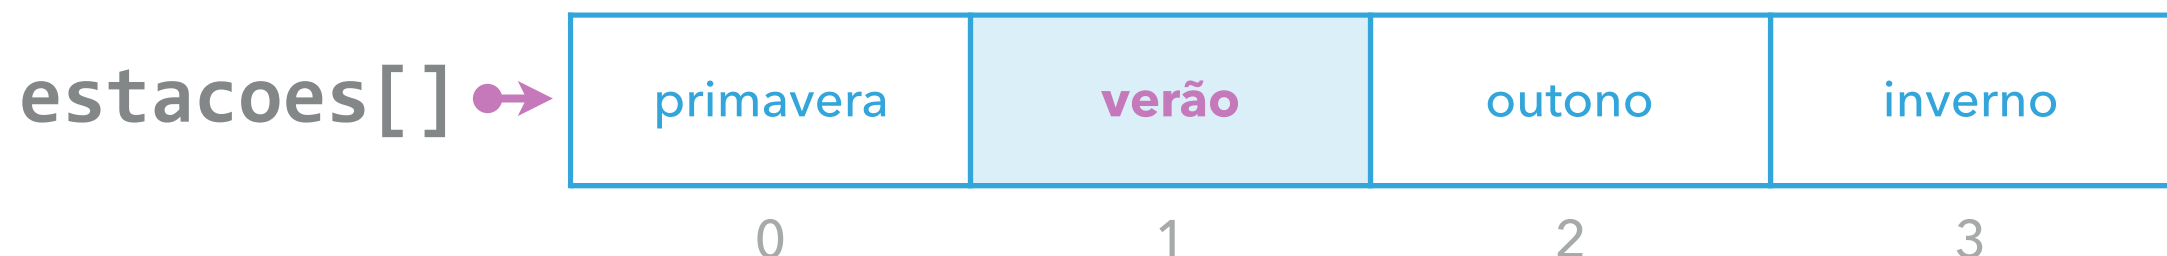 estacoes[] primavera verão outono inverno
0 1 2 3